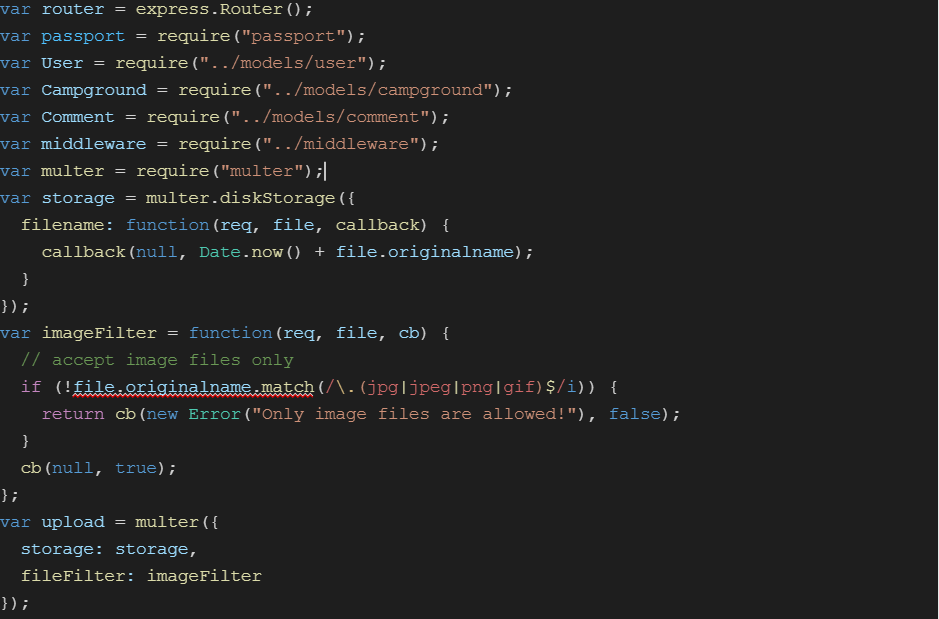 var router = express.Router();
var passport = require("passport");
var User = require("../models/user");
var Campground = require("../models/campground");
var Comment = require("../models/comment");
var middleware = require("../middleware");
var multer = require("multer");
var storage = multer.diskStorage({
  filename: function(req, file, callback) {
    callback(null, Date.now() + file.originalname);
  }
});
var imageFilter = function(req, file, cb) {
  // accept image files only
  if (!file.originalname.match(/\.(jpg|jpeg|png|gif)$/i)) {
    return cb(new Error("Only image files are allowed!"), false);
  }
  cb(null, true);
};
var upload = multer({
  storage: storage,
  fileFilter: imageFilter
});